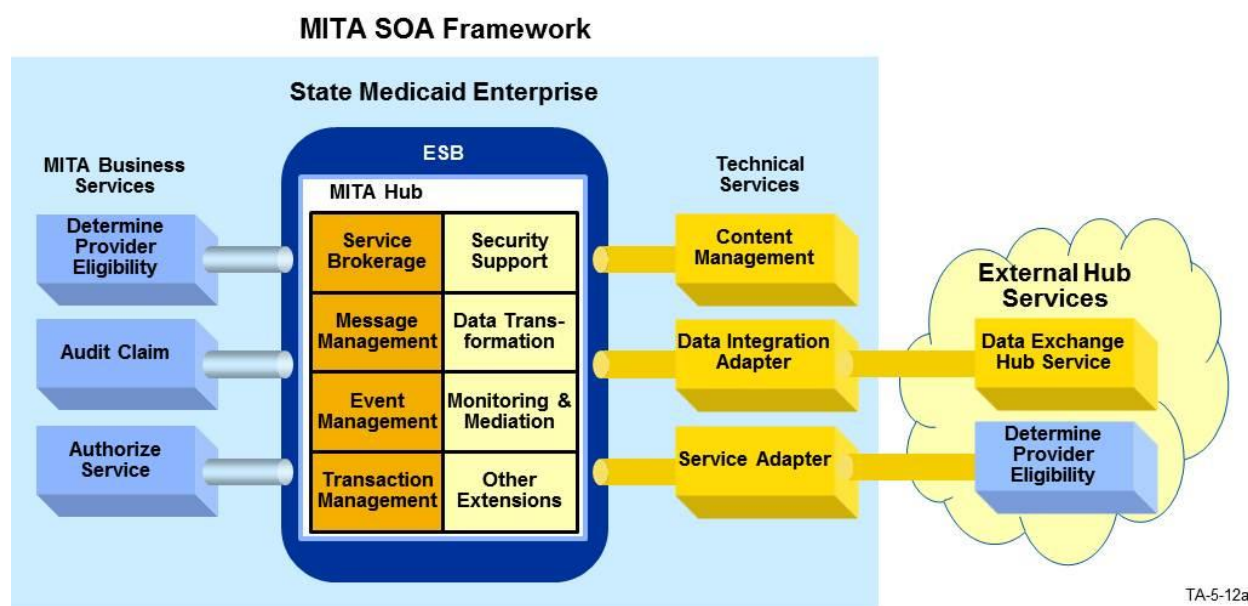 MITA SOA Framework
State Medicaid Enterprise
MITA Business
Services
Determine
Provider
Eligibility
Audit Claim
Authorize
Service
ESB
MITA Hub
Service
Brokerage
Security
Support
Message
Management
Data Trans-
formation
Event
Management
Monitoring &
Mediation
Transaction
Management
Other
Extensions
Technical
Services
Content
Management
Data Integration
Adapter
Service Adapter
External Hub
Services
Data Exchange
Hub Service
Determine
Provider
Eligibility
TA-5-12a